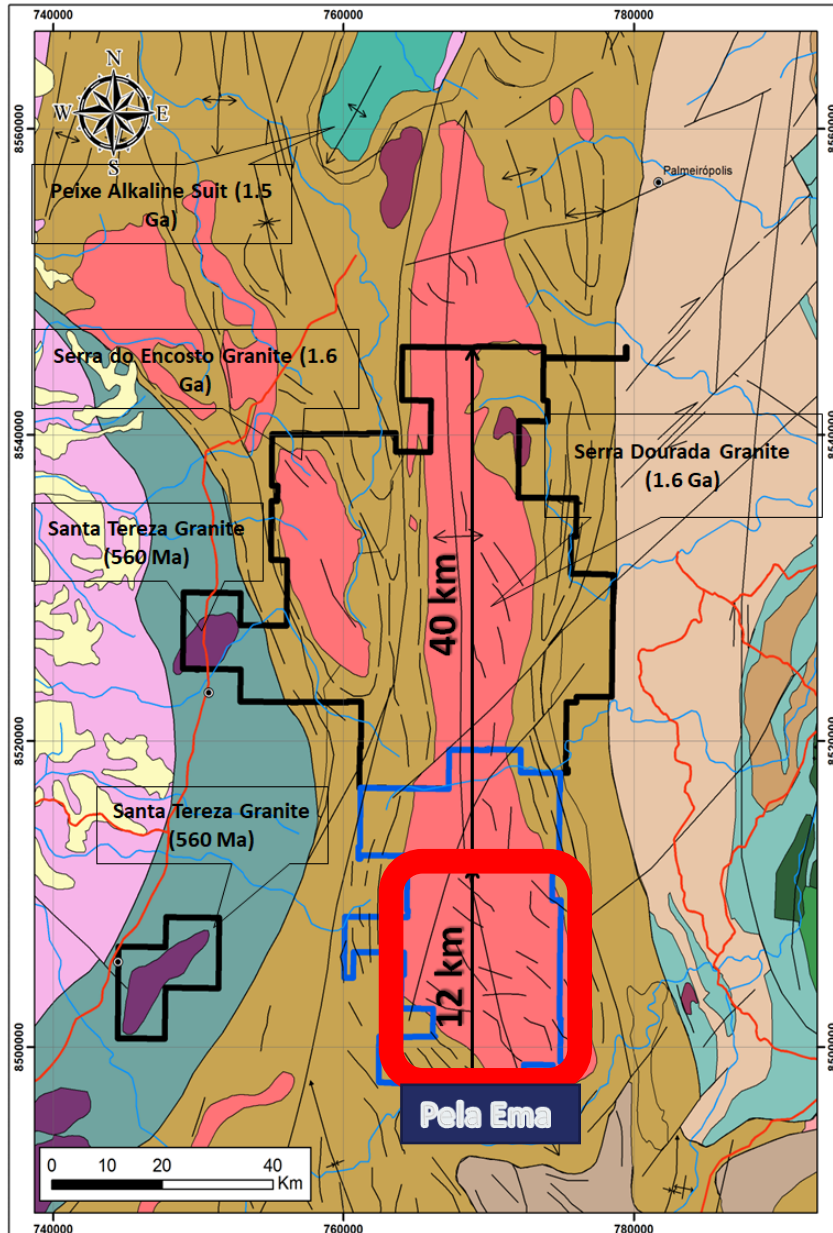 740000
760000
780000
N
W
E
S
8560000
Palmeirópolis
Peixe Alkaline Suit (1.5
Ga)
Serra do Encosto Granite (1.6
Ga)
8540000
Serra Dourada Granite
(1.6 Ga)
Santa Tereza Granite
(560 Ma)
40 km
8520000
8520000
Santa Tereza Granite
(560 Ma)
12 km
8500000
8500000
Pela Ema
0 10 20 40
Km
740000
760000
780000